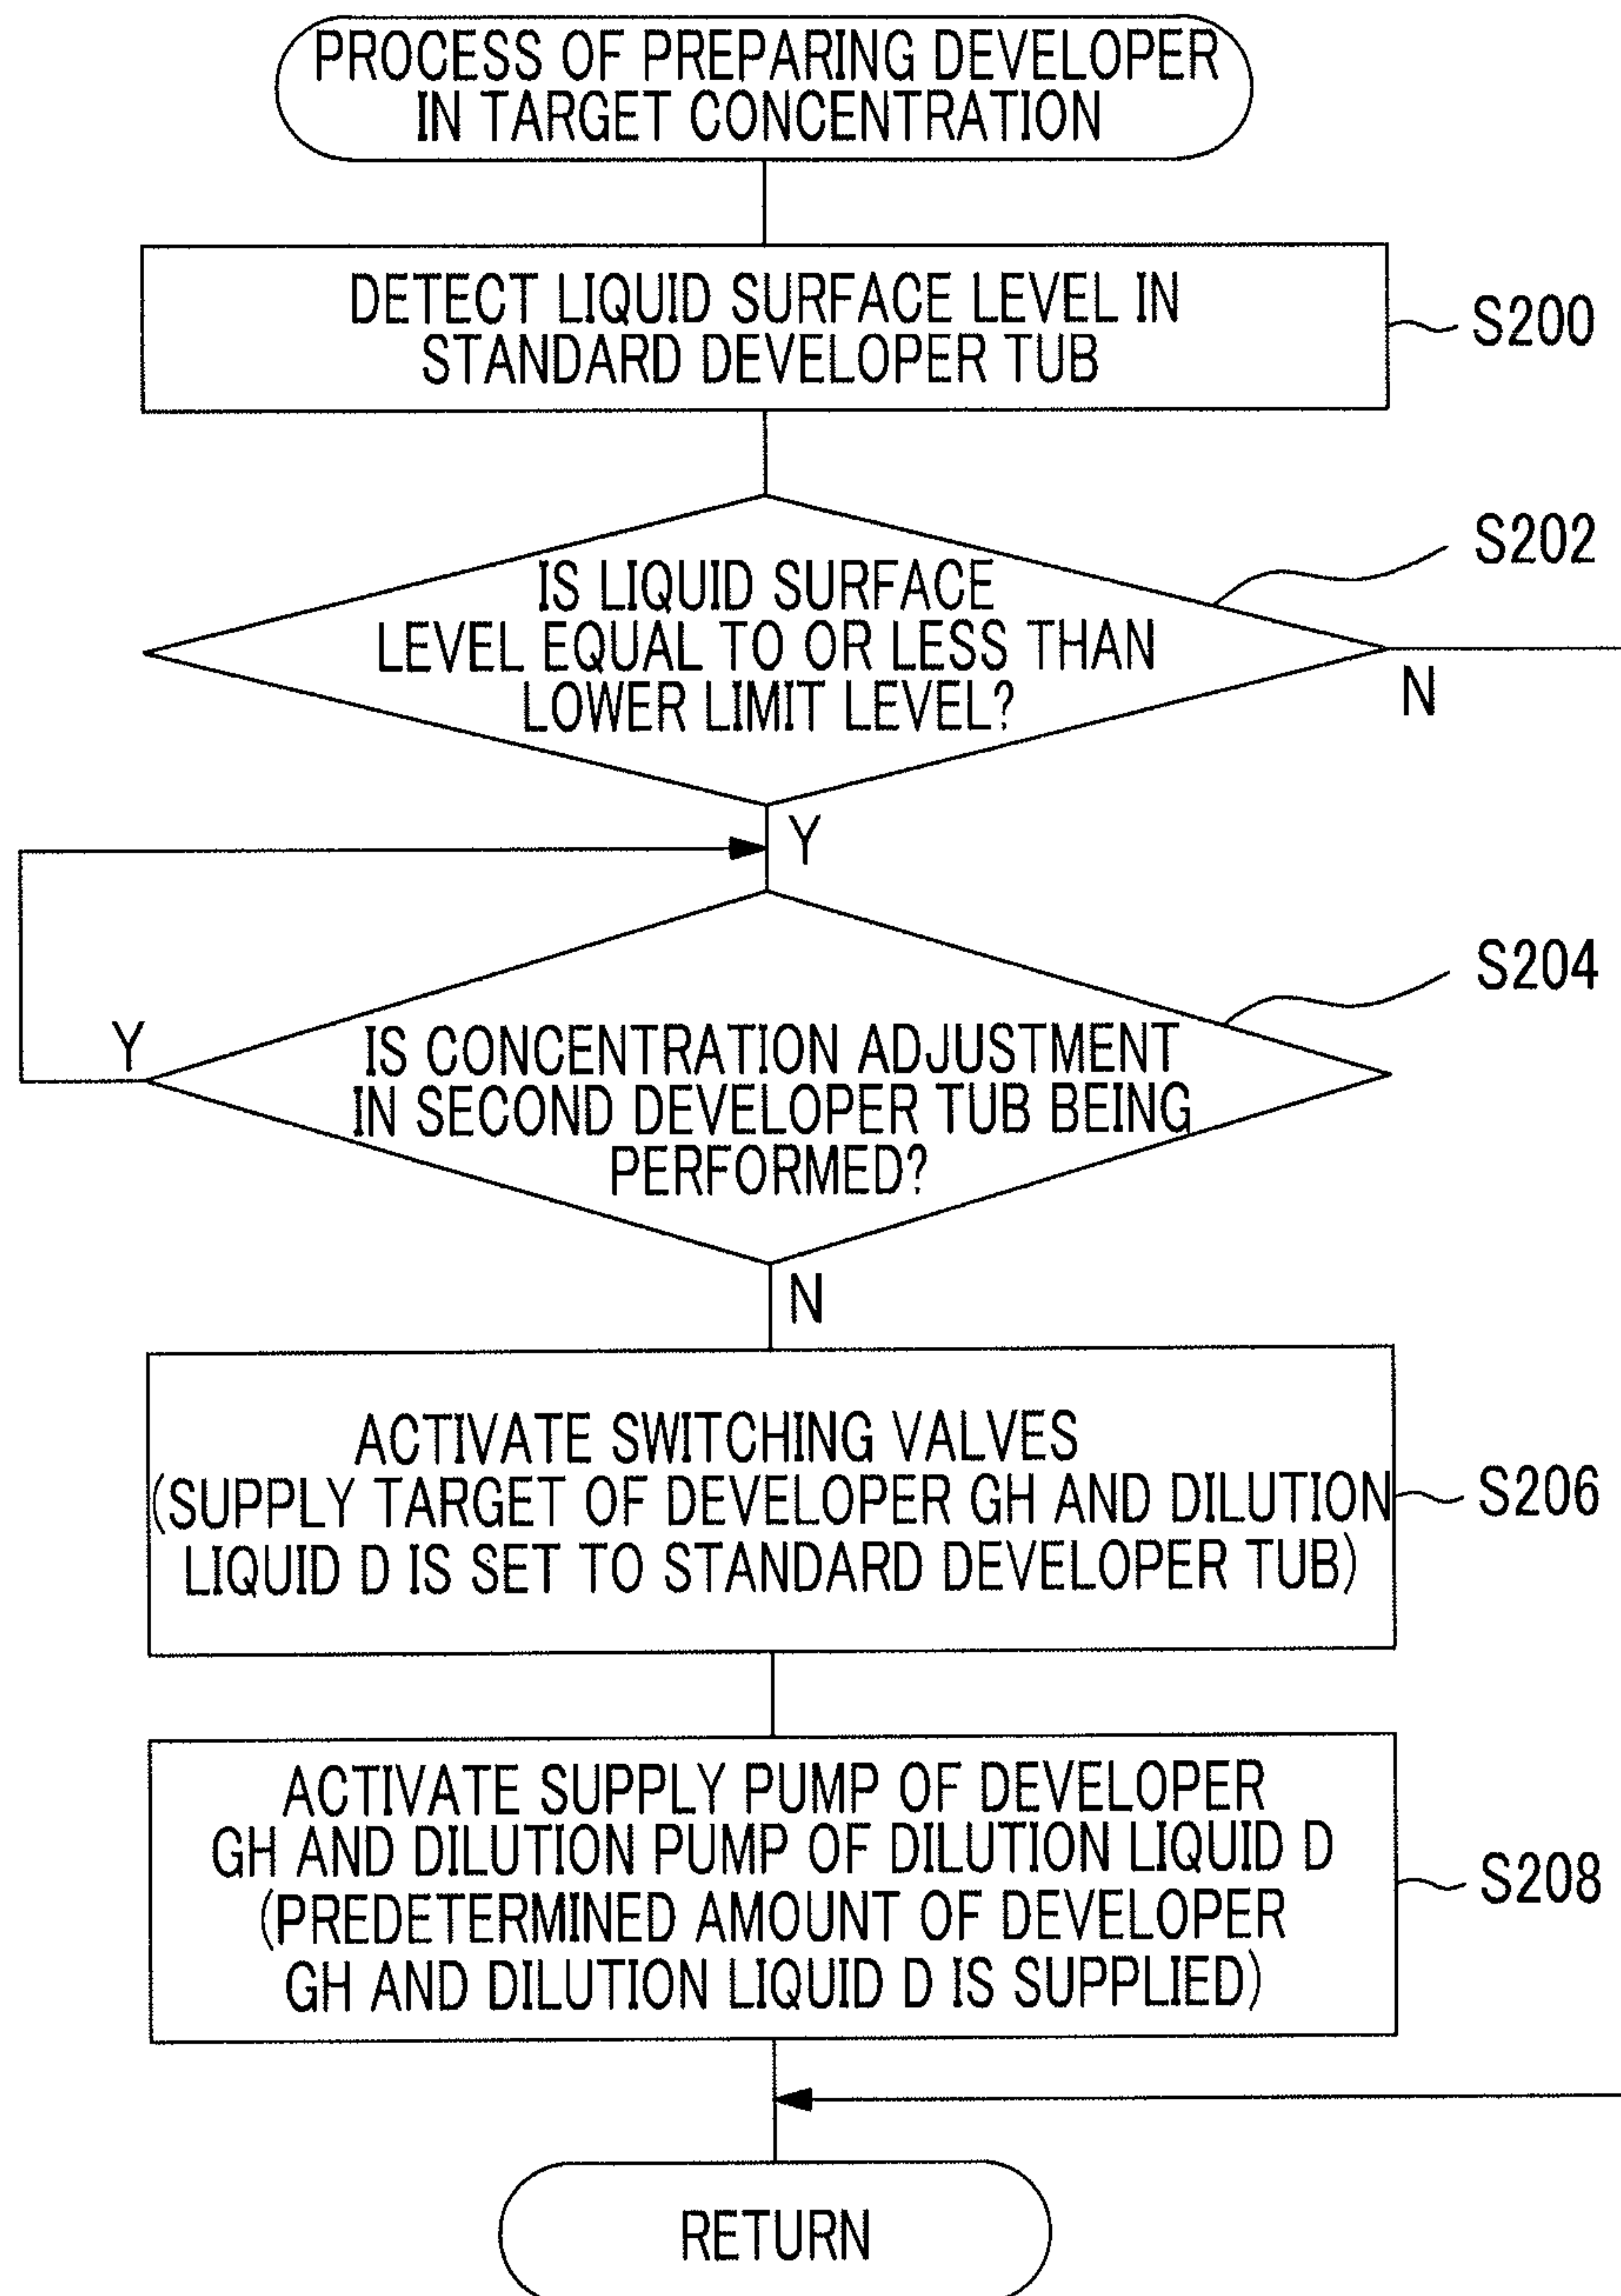 PROCESS OF PREPARING DEVELOPER
IN TARGET CONCENTRATION
DETECT LIQUID SURFACE LEVEL IN
STANDARD DEVELOPER TUB
S200
S202
IS LIQUID SURFACE
LEVEL EQUAL TO OR LESS THAN
LOWER LIMIT LEVEL?
N
Y
S204
Y
IS CONCENTRATION ADJUSTMENT
IN SECOND DEVELOPER TUB BEING
PERFORMED?
N
ACTIVATE SWITCHING VALVES
(SUPPLY TARGET OF DEVELOPER GH AND DILUTION
LIQUID D IS SET TO STANDARD DEVELOPER TUB)
S206
ACTIVATE SUPPLY PUMP OF DEVELOPER
GH AND DILUTION PUMP OF DILUTION LIQUID D
(PREDETERMINED AMOUNT OF DEVELOPER
GH AND DILUTION LIQUID D IS SUPPLIED)
S208
RETURN